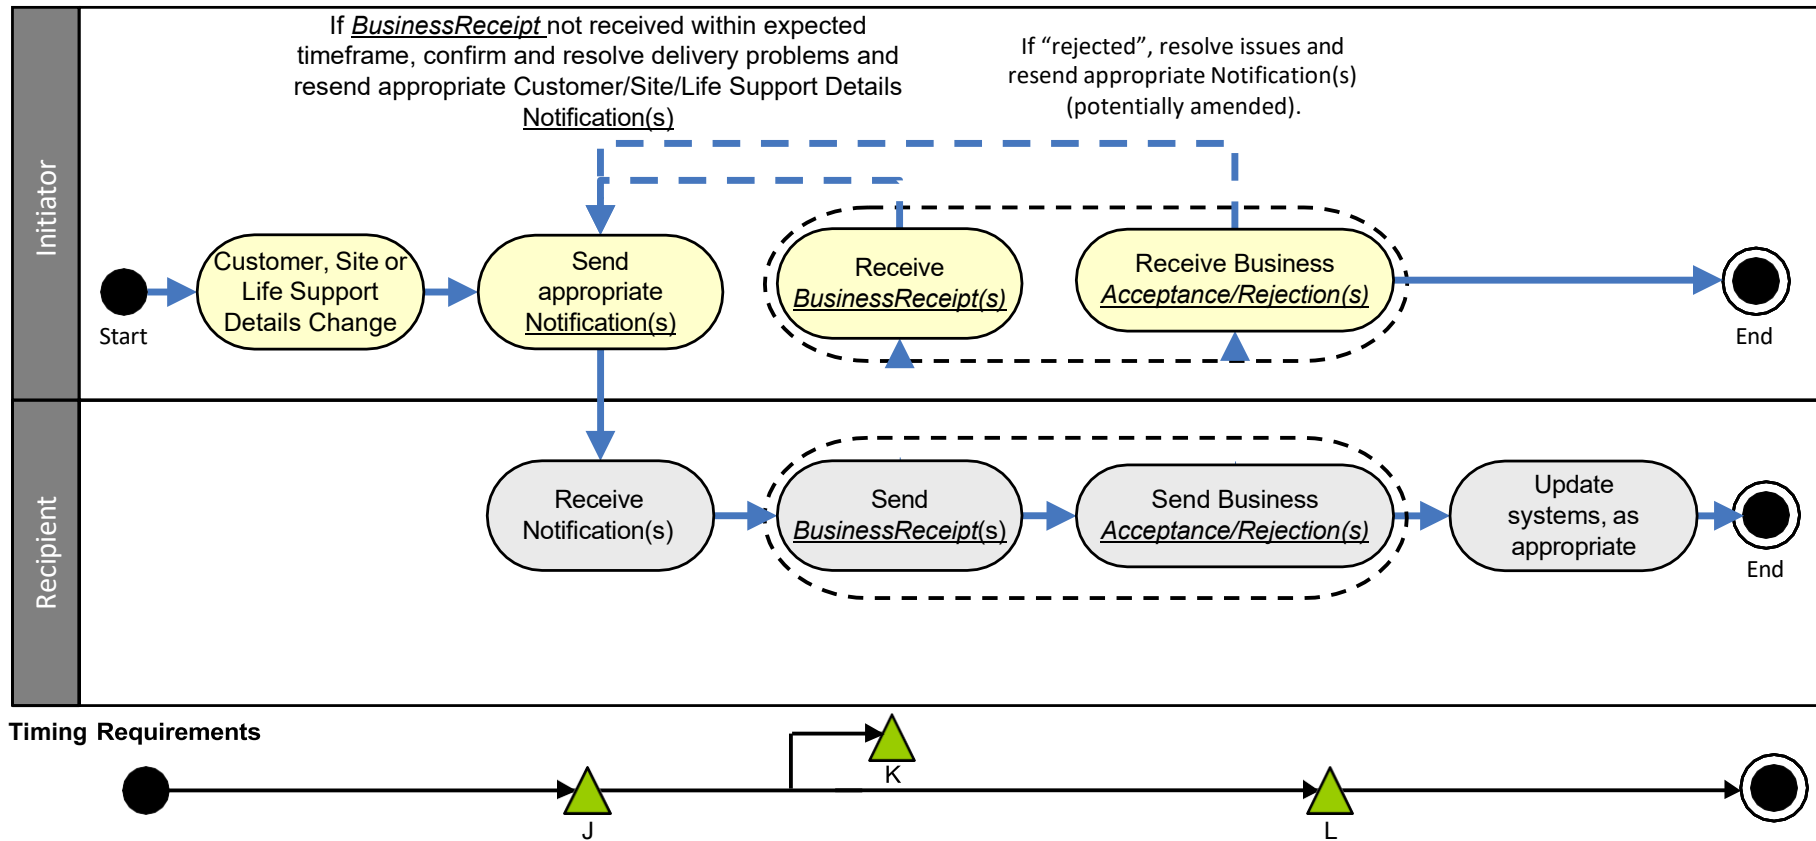 If BusinessReceipt not received within expected
timeframe, confirm and resolve delivery problems and
resend appropriate Customer/Site/Life Support Details
Notification(s)
If “rejected”, resolve issues and
resend appropriate Notification(s)
(potentially amended).
Initiator
Start
Customer, Site or
Life Support
Details Change
Send
appropriate
Notification(s)
Receive
BusinessReceipt(s)
Receive Business
Acceptance/Rejection(s)
End
Recipient
Receive
Notification(s)
Send
BusinessReceipt(s)
Send Business
Acceptance/Rejection(s)
Update
systems, as
appropriate
End
Timing Requirements
J
K
L